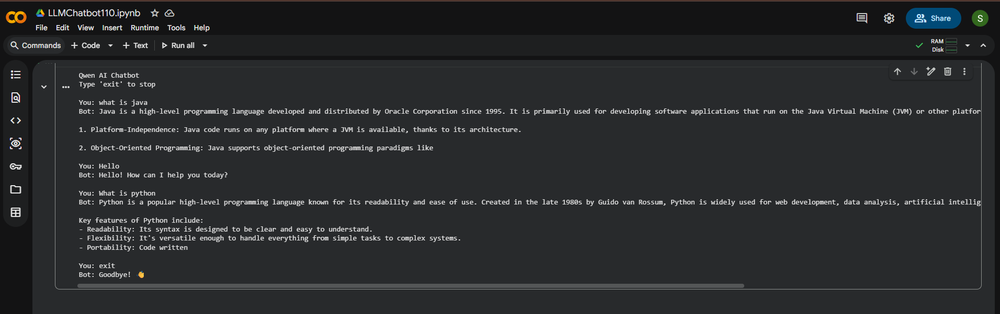 LLMChatbot110.ipynb
File Edit View Insert Runtime Tools Help
Share
S
Commands + Code + Text Run all
RAM
Disk
Qwen AI Chatbot
Type 'exit' to stop
You: what is java
Bot: Java is a high-level programming language developed and distributed by Oracle Corporation since 1995. It is primarily used for developing software applications that run on the Java Virtual Machine (JVM) or other platfor
1. Platform-Independence: Java code runs on any platform where a JVM is available, thanks to its architecture.
2. Object-Oriented Programming: Java supports object-oriented programming paradigms like
You: Hello
Bot: Hello! How can I help you today?
You: What is python
Bot: Python is a popular high-level programming language known for its readability and ease of use. Created in the late 1980s by Guido van Rossum, Python is widely used for web development, data analysis, artificial intellig
Key features of Python include:
- Readability: Its syntax is designed to be clear and easy to understand.
- Flexibility: It's versatile enough to handle everything from simple tasks to complex systems.
- Portability: Code written
You: exit
Bot: Goodbye! 👋